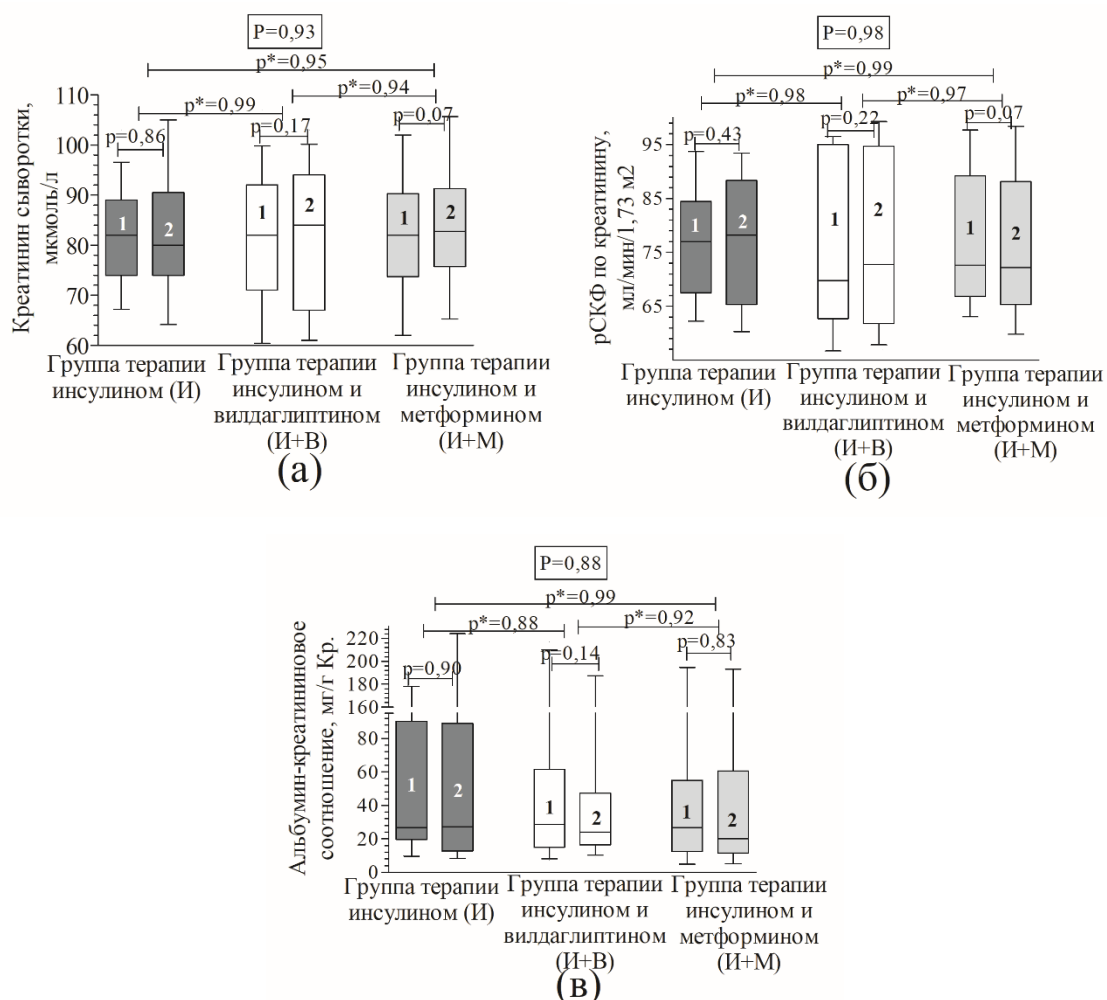 P=0,93
p*=0,95
p*=0,99
p*=0,94
p=0,86
p=0,17
p=0,07
Креатинин сыворотки,
мкмоль/л
110
100
90
80
70
60
1
2
1
2
1
2
Группа терапии
инсулином (И)
Группа терапии
инсулином и
вилдаглиптином
(И+В)
Группа терапии
инсулином и
метформином
(И+М)
(а)
P=0,98
p*=0,99
p*=0,98
p*=0,97
p=0,43
p=0,22
p=0,07
рСКФ по креатинину,
мл/мин/1,73 м2
95
85
75
65
1
2
1
2
1
2
Группа терапии
инсулином (И)
Группа терапии
инсулином и
вилдаглиптином
(И+В)
Группа терапии
инсулином и
метформином
(И+М)
(б)
P=0,88
p*=0,99
p*=0,88
p*=0,92
p=0,90
p=0,14
p=0,83
Альбумин-креатининовое
соотношение, мг/г Кр.
220
200
180
160
80
60
40
20
0
1
2
1
2
1
2
Группа терапии
инсулином (И)
Группа терапии
инсулином и
вилдаглиптином
(И+В)
Группа терапии
инсулином и
метформином
(И+М)
(в)